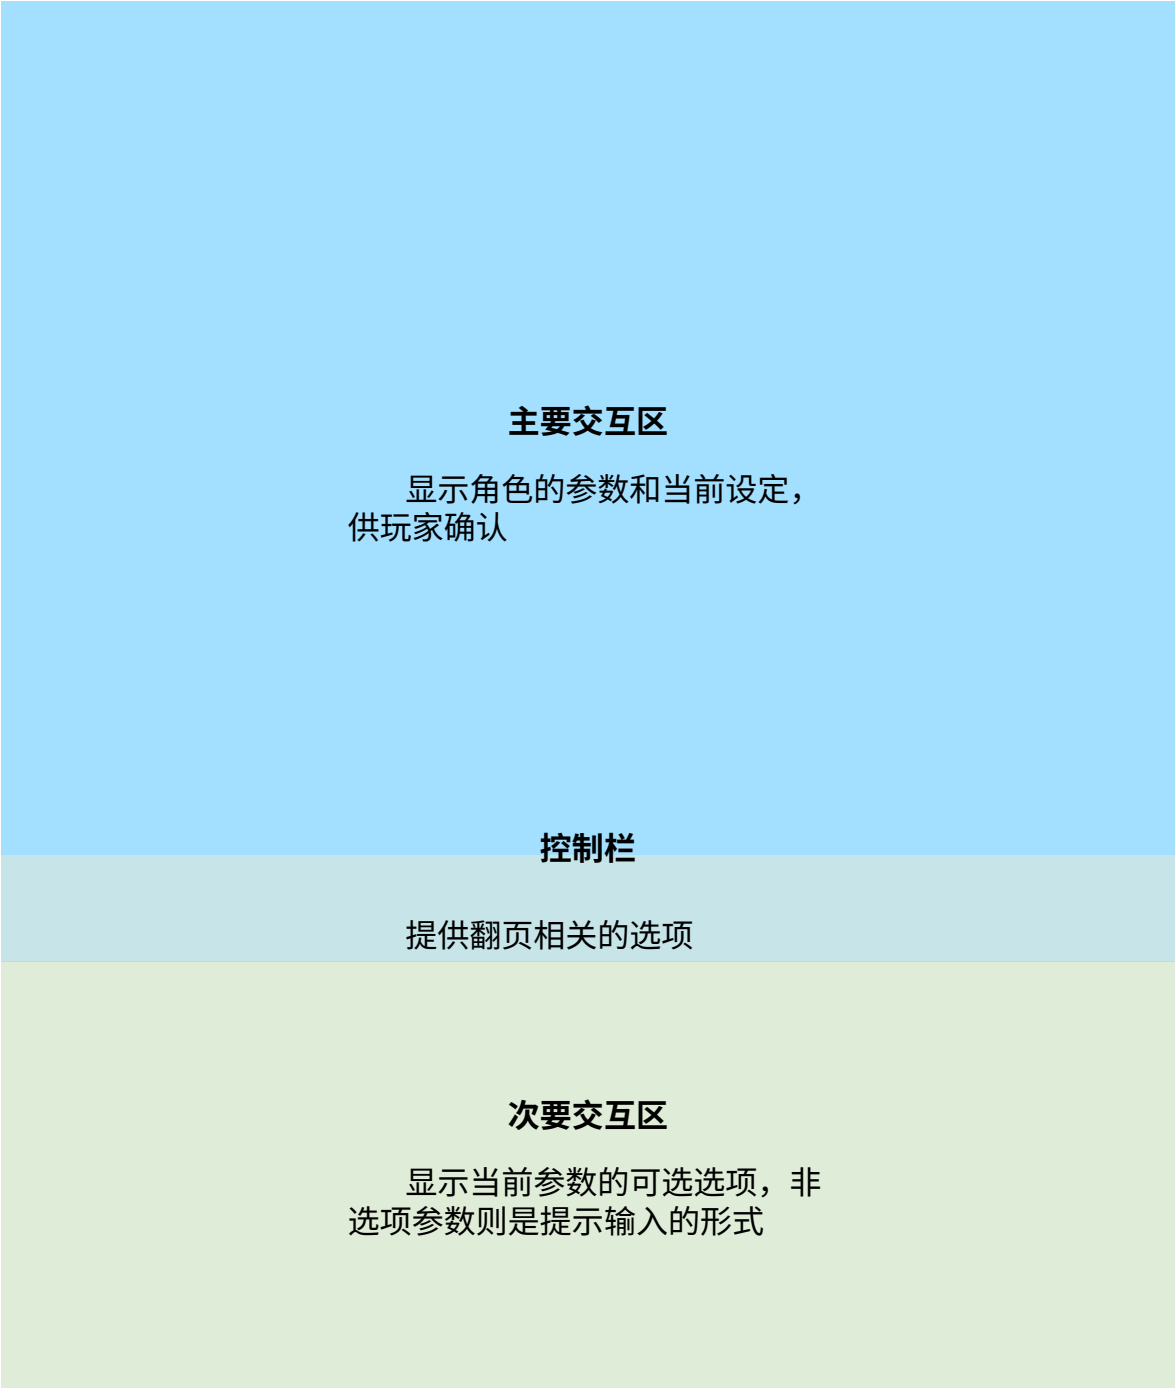 主要交互区
显示角色的参数和当前设定，
供玩家确认
控制栏
提供翻页相关的选项
次要交互区
显示当前参数的可选选项，非
选项参数则是提示输入的形式